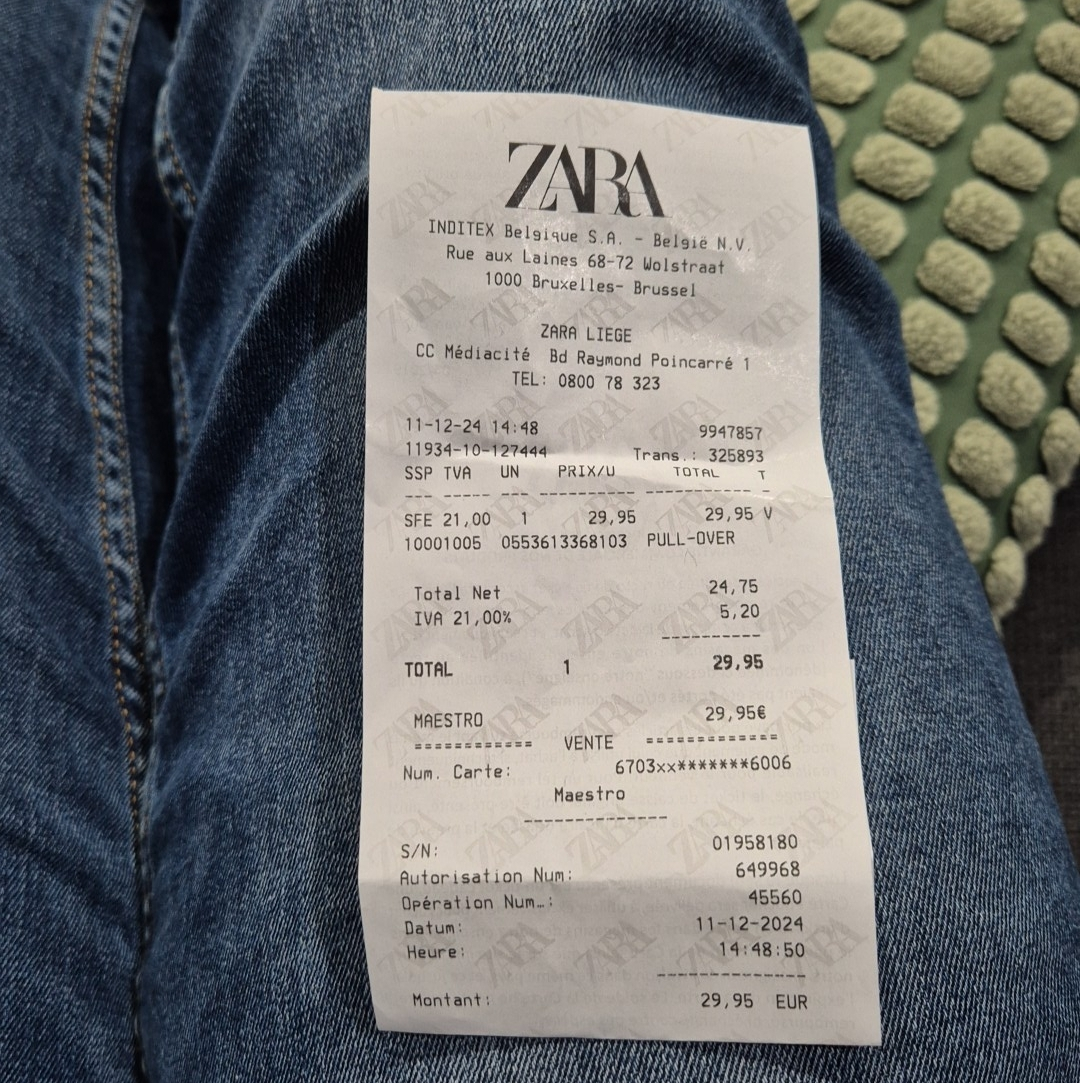 ZARA
INDITEX Belgique S.A. - België N.V.
Rue aux Laines 68-72 Wolstraat
1000 Bruxelles- Brussel
ZARA LIEGE
CC Médiacité Bd Raymond Poincarré 1
TEL: 0800 78 323
11-12-24 14:48 9947857
11934-10-127444 Trans.: 325893
SSP TVA UN PRIX/U TOTAL T
--- ----- --- ---------- -------------- -
SFE 21,00 1 29,95 29,95 V
10001005 0553613368103 PULL-OVER
Total Net 24,75
IVA 21,00% 5,20
-----------
TOTAL 1 29,95
MAESTRO 29,95€
============ VENTE =============
Num. Carte: 6703xx*******6006
Maestro
---------------
S/N: 01958180
Autorisation Num: 649968
Opération Num…: 45560
Datum: 11-12-2024
Heure: 14:48:50
---------------
Montant: 29,95 EUR